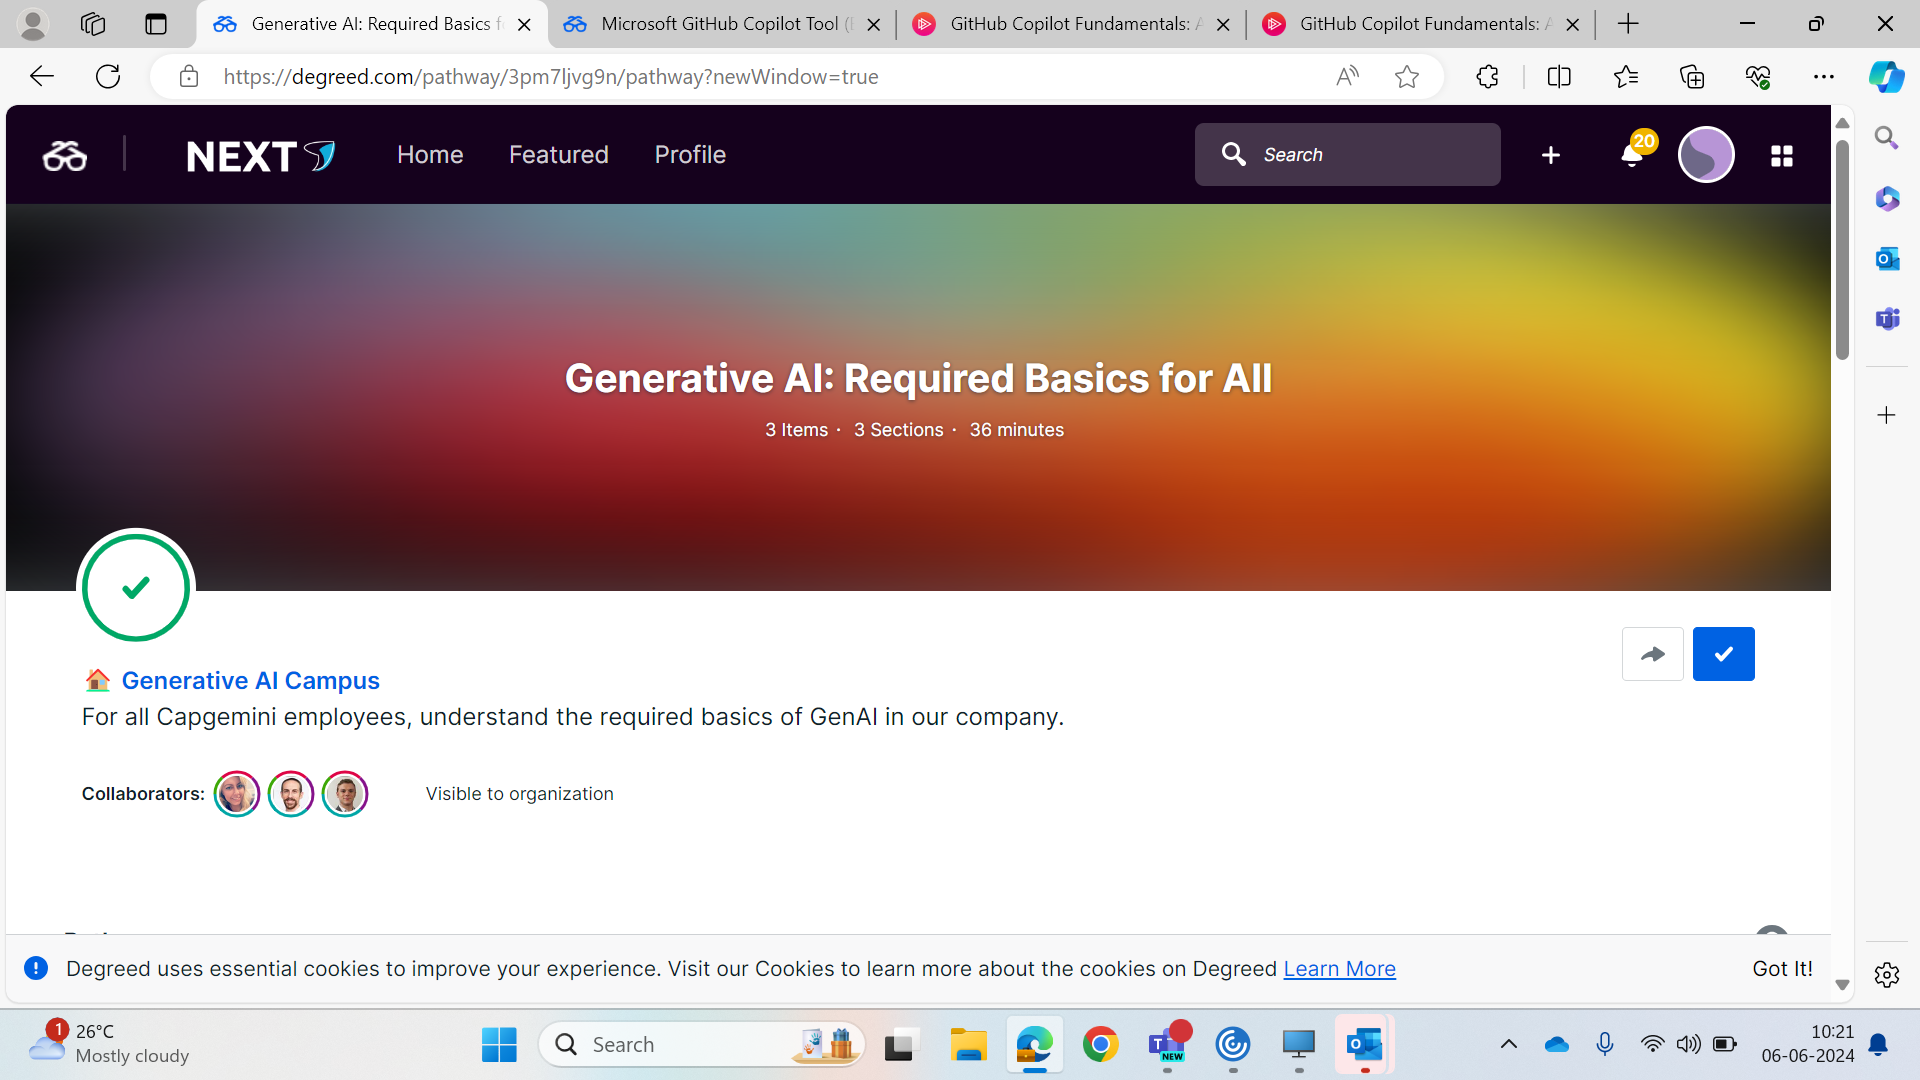 Generative AI: Required Basics f
Microsoft GitHub Copilot Tool (
GitHub Copilot Fundamentals: A
GitHub Copilot Fundamentals: A
https://degreed.com/pathway/3pm7ljvg9n/pathway?newWindow=true
NEXT Home Featured Profile
Search
20
Generative AI: Required Basics for All
3 Items · 3 Sections · 36 minutes
Generative AI Campus
For all Capgemini employees, understand the required basics of GenAI in our company.
Collaborators: Visible to organization
Degreed uses essential cookies to improve your experience. Visit our Cookies to learn more about the cookies on Degreed Learn More
Got It!
1
26°C
Mostly cloudy
Search
NEW
10:21
06-06-2024